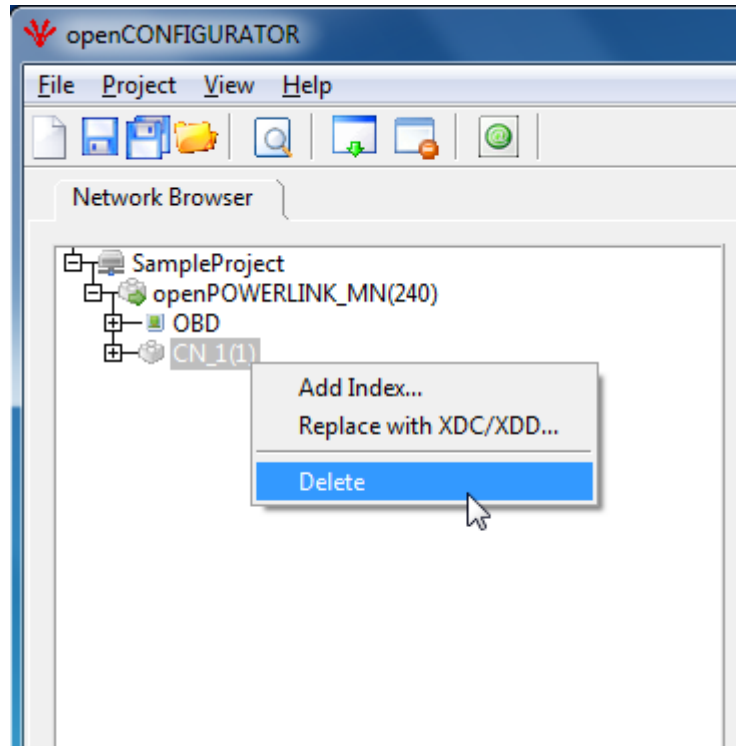 openCONFIGURATOR
File Project View Help
Network Browser
SampleProject
openPOWERLINK_MN(240)
OBD
CN_1(1)
Add Index...
Replace with XDC/XDD...
Delete